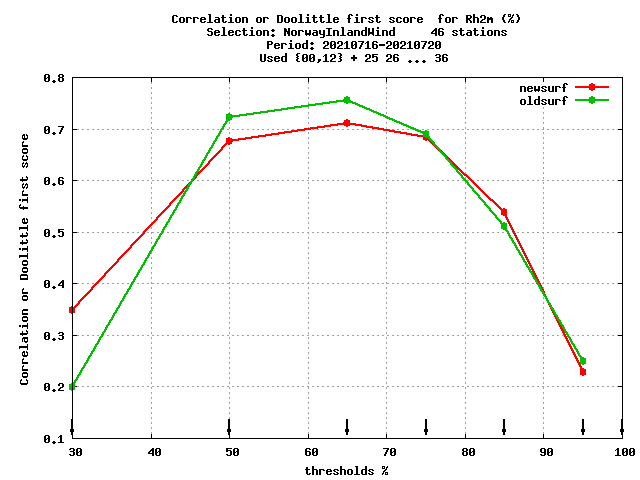 Correlation or Doolittle first score  for Rh2m (%)
Selection: NorwayInlandWind     46 stations
Period: 20210716-20210720
Used {00,12} + 25 26 ... 36
newsurf
oldsurf
Correlation or Doolittle first score
0.8
0.7
0.6
0.5
0.4
0.3
0.2
0.1
30 40 50 60 70 80 90 100
thresholds %